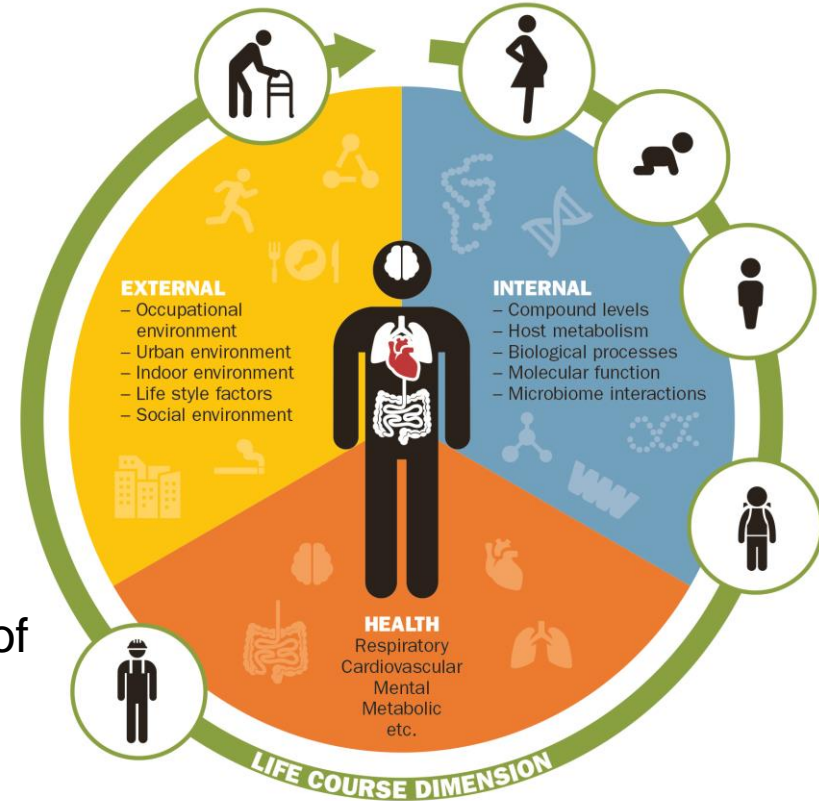 EXTERNAL
– Occupational
environment
– Urban environment
– Indoor environment
– Life style factors
– Social environment
INTERNAL
– Compound levels
– Host metabolism
– Biological processes
– Molecular function
– Microbiome interactions
of
HEALTH
Respiratory
Cardiovascular
Mental
Metabolic
etc.
LIFE COURSE DIMENSION